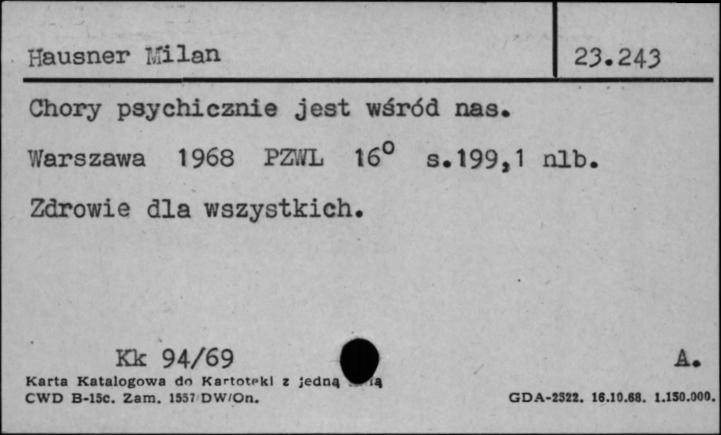 Hausner Milan 23.243
Chory psychicznie jest wśród nas.
Warszawa 1968 PZWL 16° s.199,1 nlb.
Zdrowie dla wszystkich.
Kk 94/69 A.
Karta Katalogowa do Kartoteki z jedną
CWD B-15c. Zam. 1557 DW/On. GDA-2522. 16.10.68. 1.150.000.